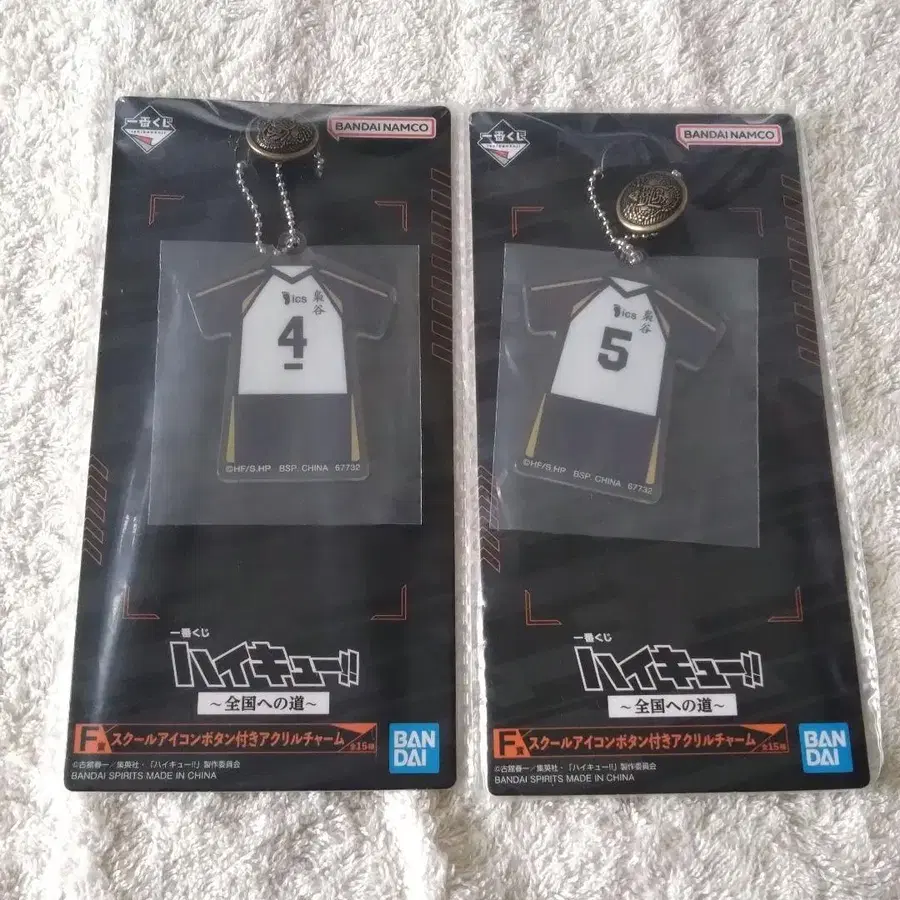 一番くじ
BANDAI NAMCO
ics
梟谷
4
©HF/S.HP BSP. CHINA 67732
一番くじ
ハイキュー!!
～全国への道～
F賞 スクールアイコンボタン付きアクリルチャーム 全15種
©古舘春一／集英社・「ハイキュー!!」製作委員会
BANDAI SPIRITS MADE IN CHINA
BAN
DAI
一番くじ
BANDAI NAMCO
ics
梟谷
5
©HF/S.HP BSP. CHINA 67732
一番くじ
ハイキュー!!
～全国への道～
F賞 スクールアイコンボタン付きアクリルチャーム 全15種
©古舘春一／集英社・「ハイキュー!!」製作委員会
BANDAI SPIRITS MADE IN CHINA
BAN
DAI